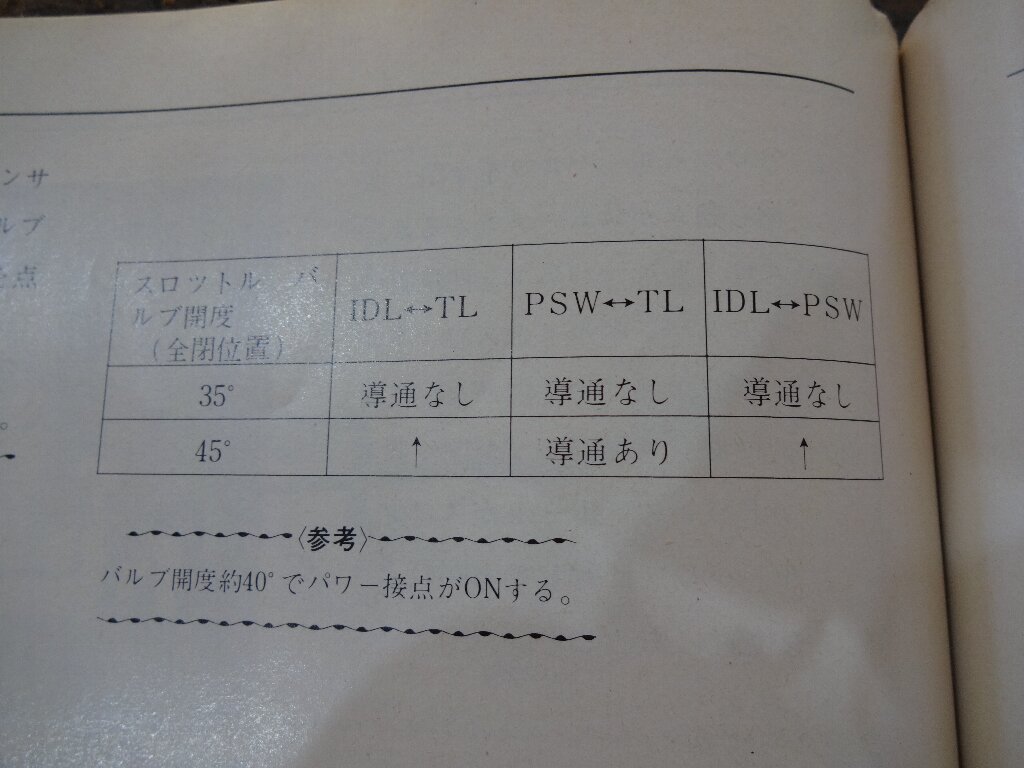 ンサ
ルブ
点
スロットル バ
ルブ開度
(全閉位置)
IDL↔TL
PSW↔TL
IDL↔PSW
35°
導通なし
導通なし
導通なし
45°
↑
導通あり
↑
。
〈参考〉
バルブ開度約40°でパワー接点がONする。